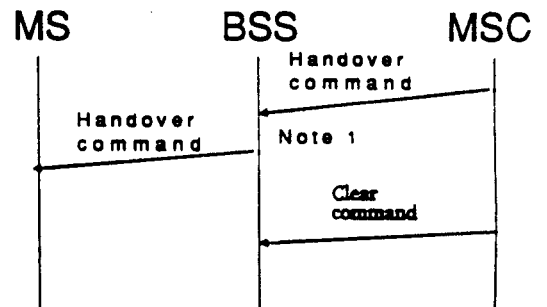 MS BSS MSC
Handover
command
Handover
command
Note 1
Clear
command